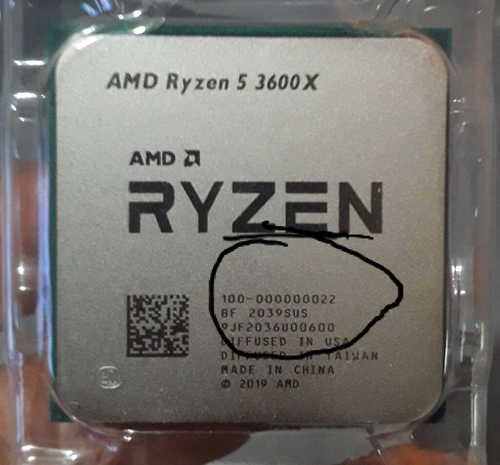 AMD Ryzen 5 3600X
AMD
RYZEN
100-000000022
BF 2039SUS
9JF2036U00600
DIFFUSED IN USA
DIFFUSED IN TAIWAN
MADE IN CHINA
© 2019 AMD